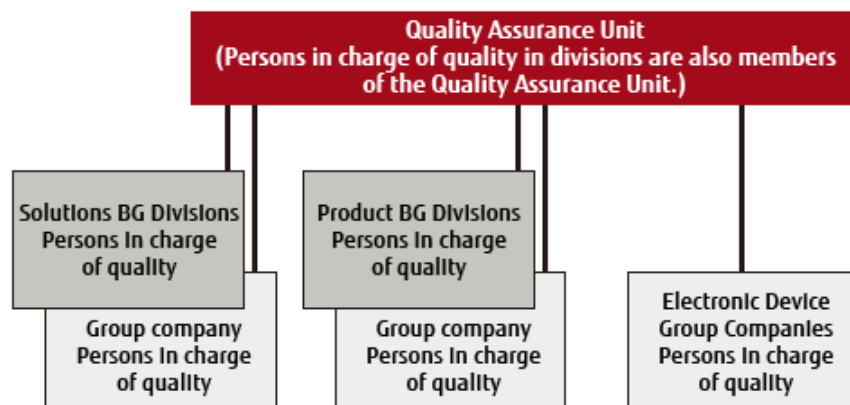 Quality Assurance Unit
(Persons in charge of quality in divisions are also members
of the Quality Assurance Unit.)
Solutions BG Divisions
Persons in charge
of quality
Product BG Divisions
Persons in charge
of quality
Group company
Persons in charge
of quality
Group company
Persons in charge
of quality
Electronic Device
Group Companies
Persons in charge
of quality